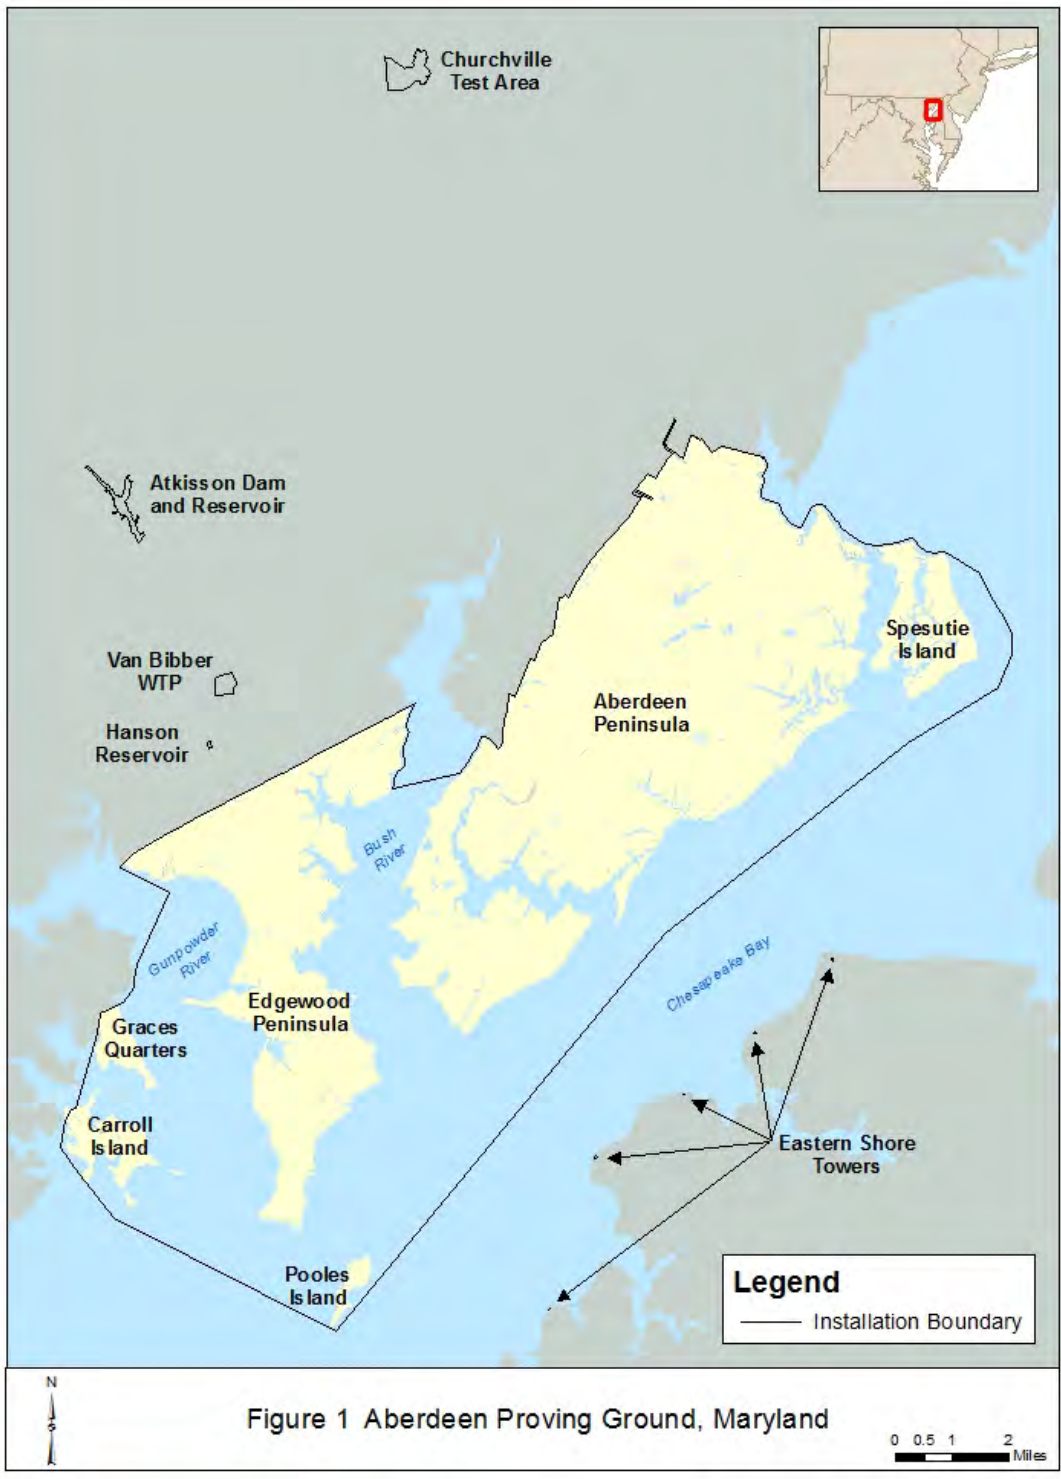 Churchville
Test Area
Atkisson Dam
and Reservoir
Van Bibber
WTP
Hanson
Reservoir
Spesutie
Island
Aberdeen
Peninsula
Bush
River
Gunpowder
River
Chesapeake Bay
Edgewood
Peninsula
Graces
Quarters
Carroll
Island
Eastern Shore
Towers
Pooles
Island
Legend
Installation Boundary
N
S
Figure 1 Aberdeen Proving Ground, Maryland
0 0.5 1 2
Miles